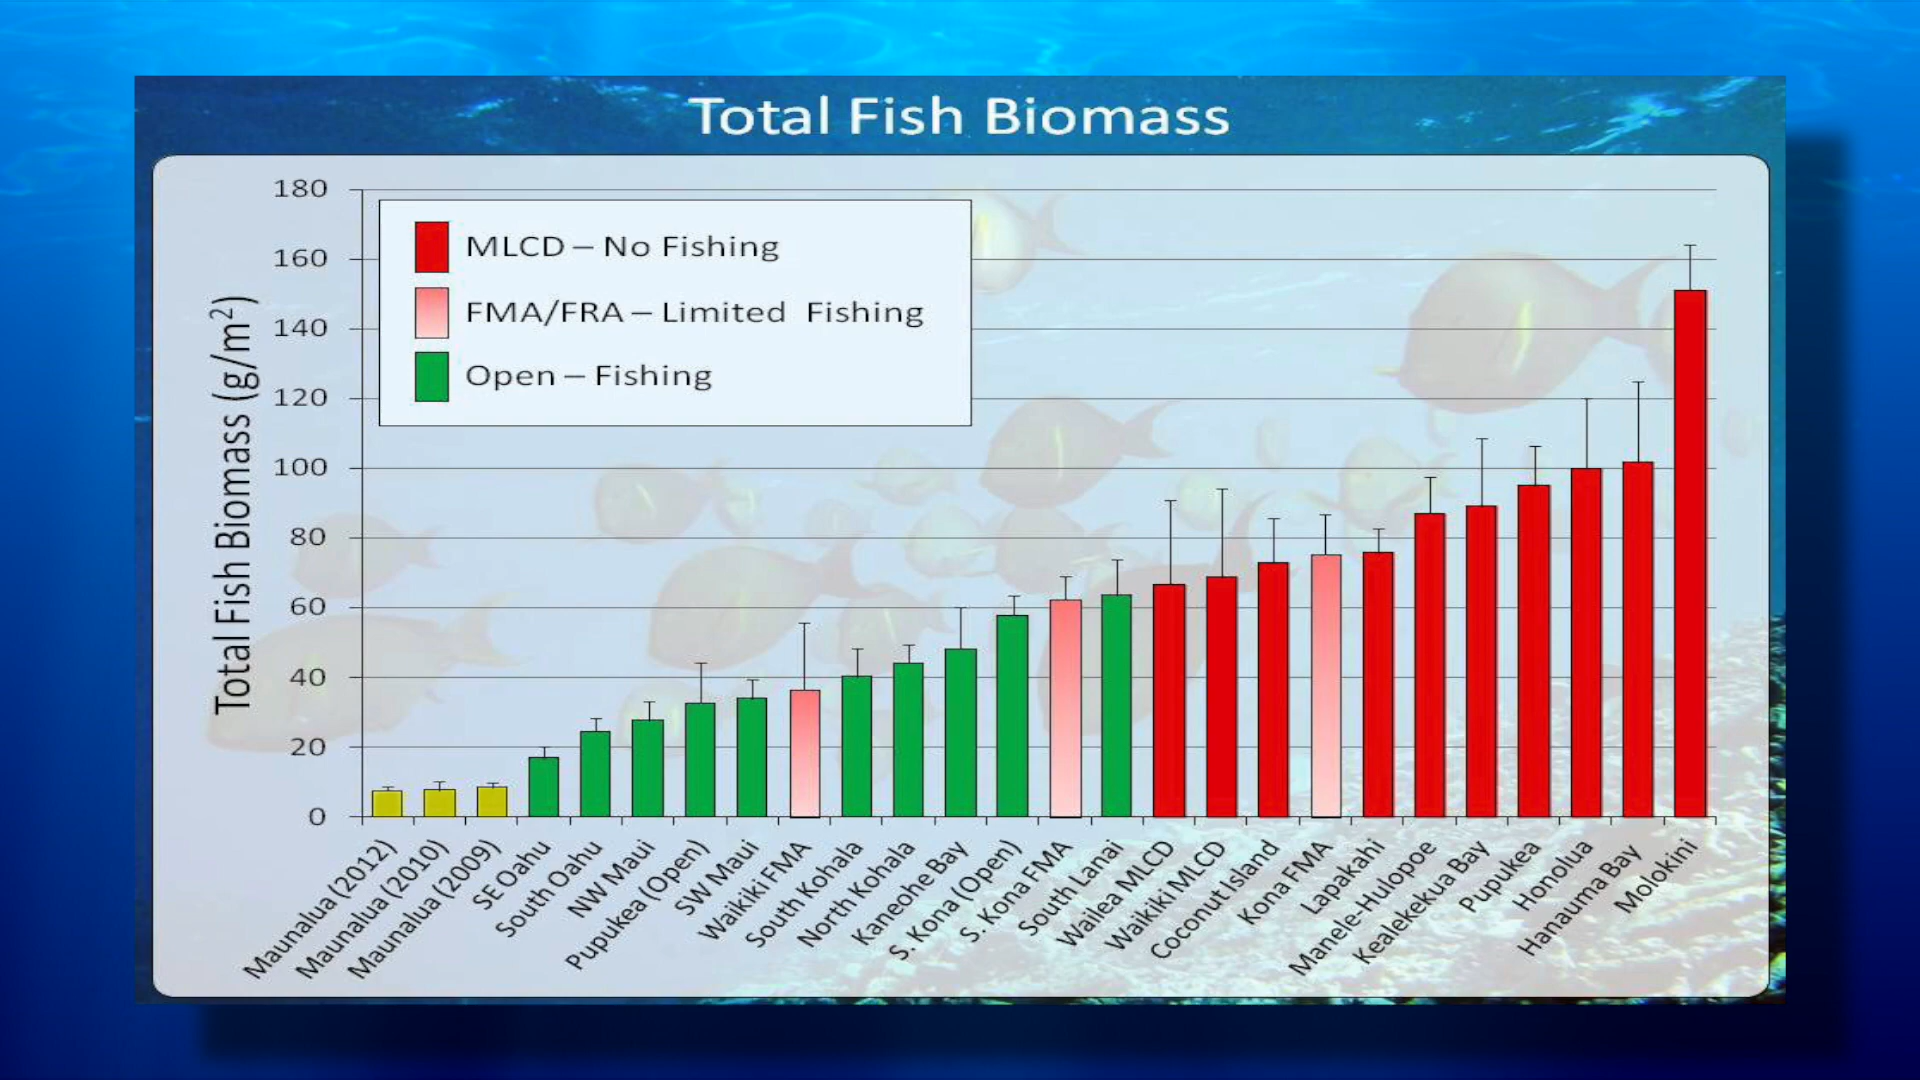 Total Fish Biomass
180
160
140
120
100
80
60
40
20
0
Total Fish Biomass (g/m²)
MLCD – No Fishing
FMA/FRA – Limited Fishing
Open – Fishing
Maunalua (2012)
Maunalua (2010)
Maunalua (2009)
SE Oahu
South Oahu
NW Maui
Pupukea (Open)
SW Maui
Waikiki FMA
South Kohala
North Kohala
Kaneohe Bay
S. Kona (Open)
S. Kona FMA
South Lanai
Wailea MLCD
Waikiki MLCD
Coconut Island
Kona FMA
Lapakahi
Manele-Hulopoe
Kealekekua Bay
Pupukea
Honolua
Hanauma Bay
Molokini